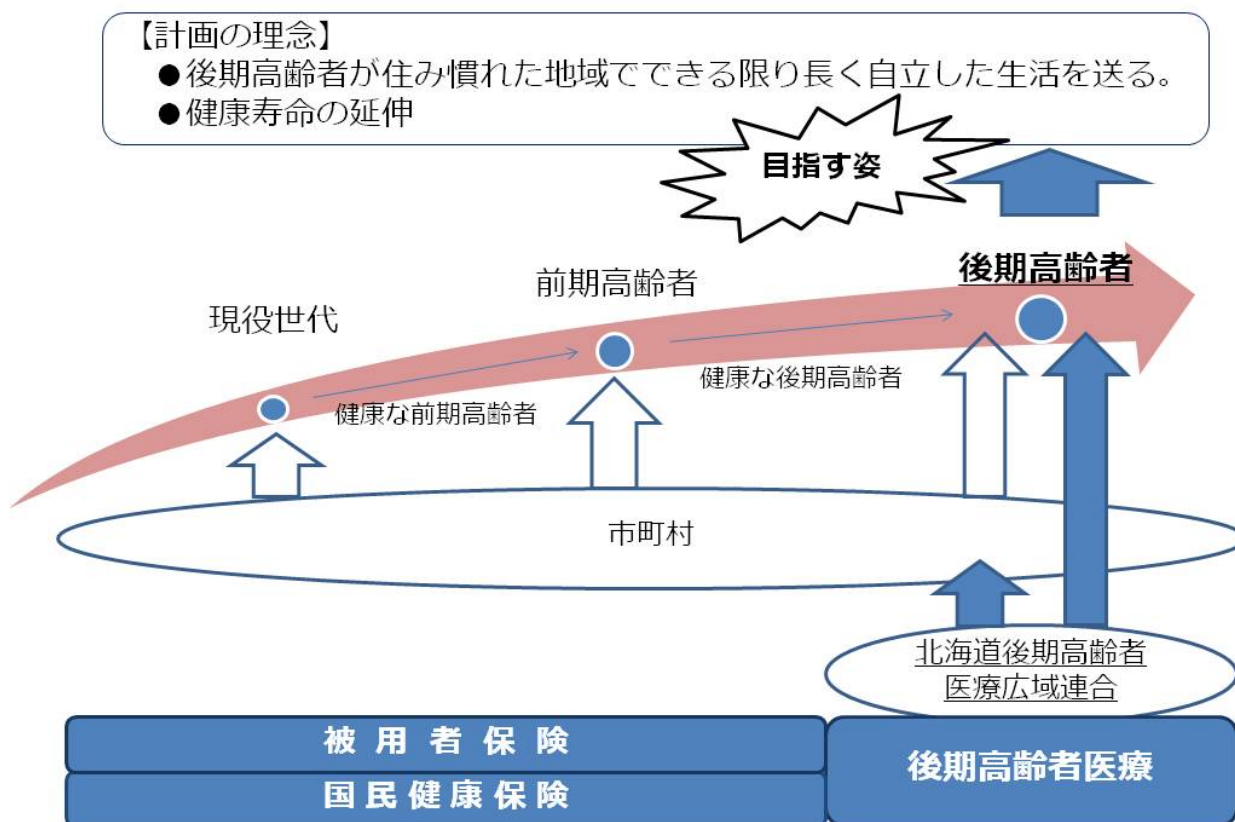 【計画の理念】
●後期高齢者が住み慣れた地域でできる限り長く自立した生活を送る。
●健康寿命の延伸
目指す姿
後期高齢者
前期高齢者
現役世代
健康な後期高齢者
健康な前期高齢者
市町村
北海道後期高齢者
医療広域連合
被用者保険
後期高齢者医療
国民健康保険